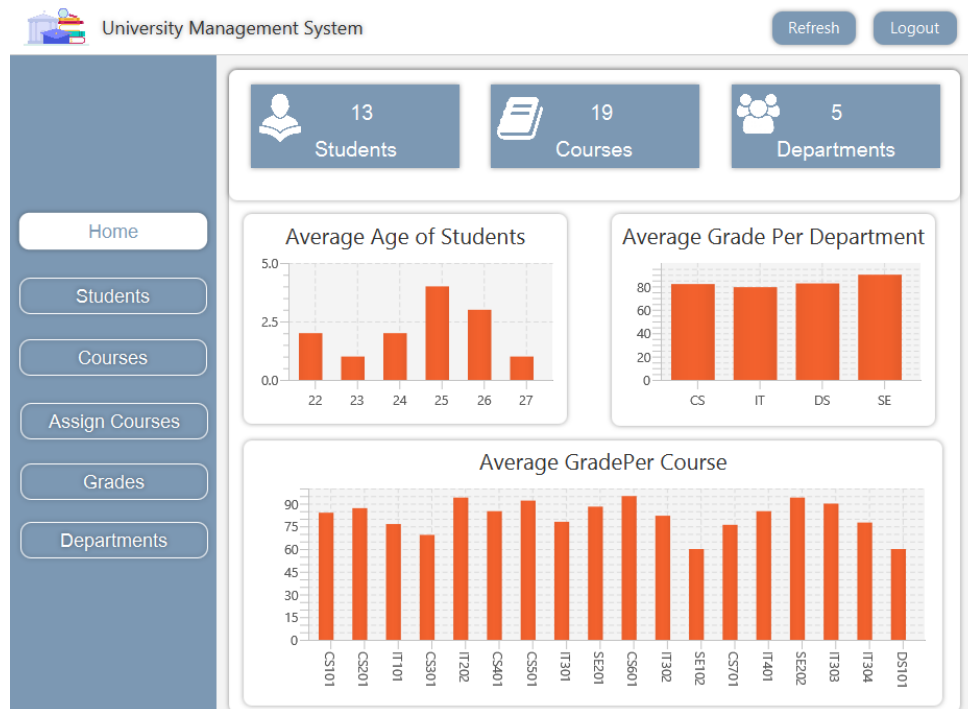 University Management System
Refresh
Logout
13
Students
19
Courses
5
Departments
Home
Students
Courses
Assign Courses
Grades
Departments
Average Age of Students
5.0
2.5
0.0
22 23 24 25 26 27
Average Grade Per Department
80
60
40
20
0
CS IT DS SE
Average GradePer Course
90
75
60
45
30
15
0
CS101 CS201 IT101 CS301 IT202 CS401 CS501 IT301 SE201 CS601 IT302 SE102 CS701 IT401 SE202 IT303 IT304 DS101